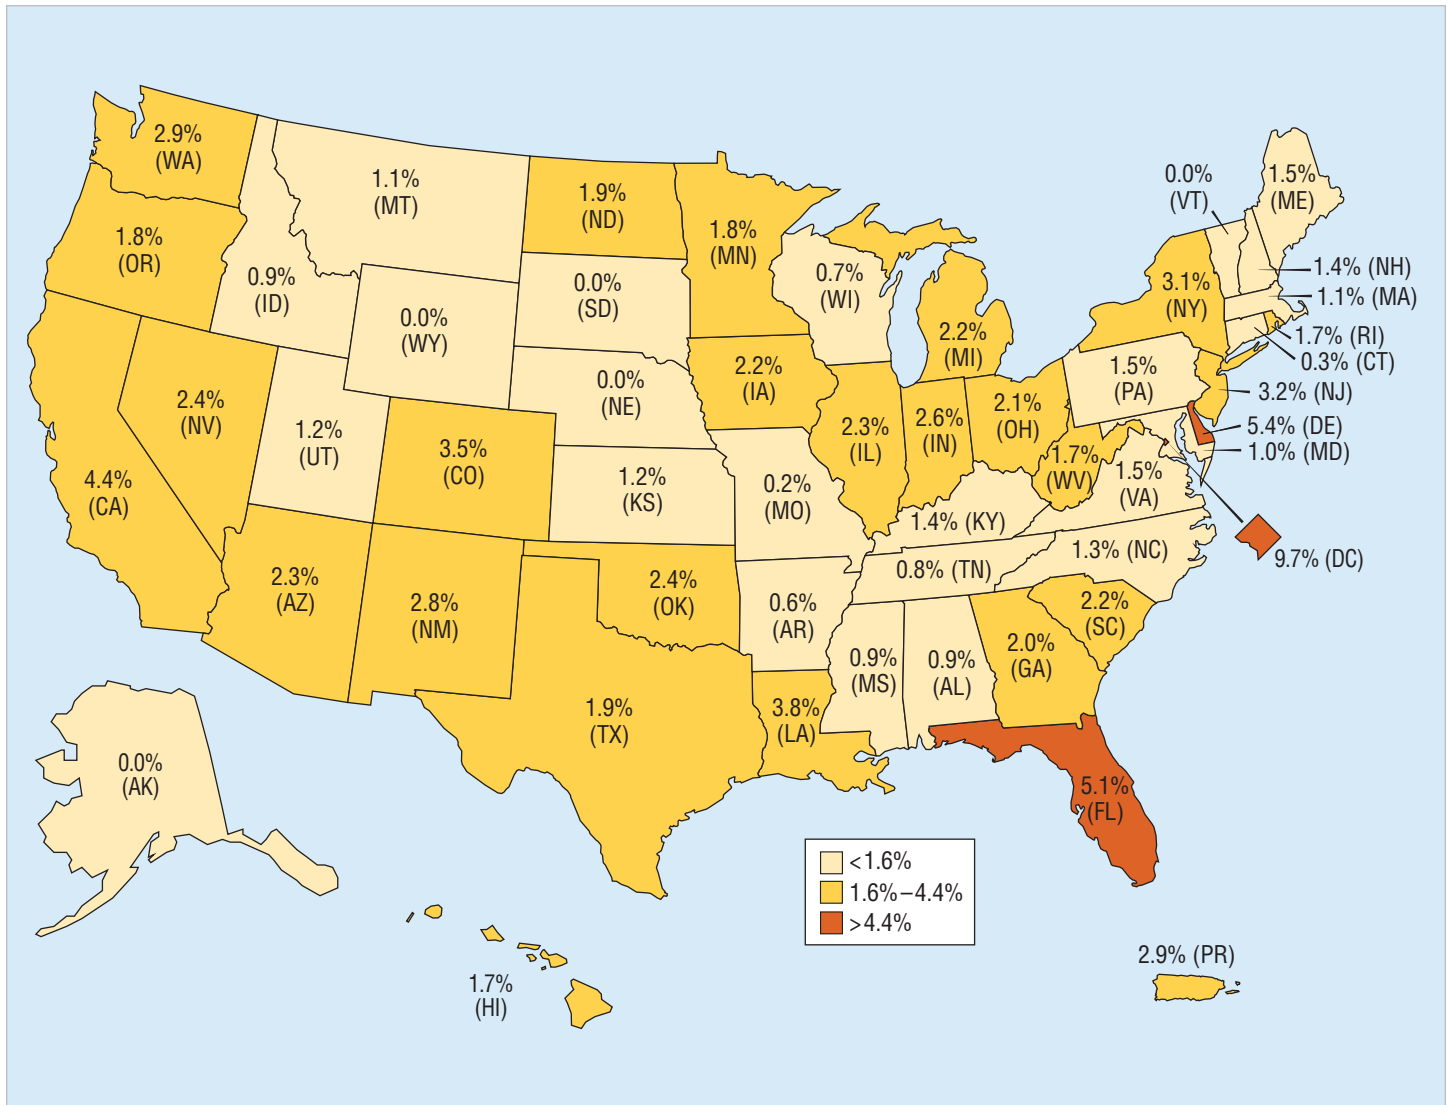 2.9%
(WA)
1.1%
(MT)
1.9%
(ND)
1.8%
(MN)
0.0%
(VT)
1.5%
(ME)
1.8%
(OR)
0.9%
(ID)
0.0%
(SD)
0.7%
(WI)
3.1%
(NY)
1.4% (NH)
1.1% (MA)
0.0%
(WY)
2.2%
(MI)
1.7% (RI)
0.3% (CT)
2.4%
(NV)
1.2%
(UT)
0.0%
(NE)
2.2%
(IA)
1.5%
(PA)
3.2% (NJ)
4.4%
(CA)
3.5%
(CO)
1.2%
(KS)
0.2%
(MO)
2.3%
(IL)
2.6%
(IN)
2.1%
(OH)
1.7%
(WV)
1.5%
(VA)
5.4% (DE)
1.0% (MD)
1.4% (KY)
1.3% (NC)
9.7% (DC)
2.3%
(AZ)
2.8%
(NM)
2.4%
(OK)
0.6%
(AR)
0.8% (TN)
2.2%
(SC)
1.9%
(TX)
3.8%
(LA)
0.9%
(MS)
0.9%
(AL)
2.0%
(GA)
0.0%
(AK)
5.1%
(FL)
<1.6%
1.6%–4.4%
>4.4%
1.7%
(HI)
2.9% (PR)